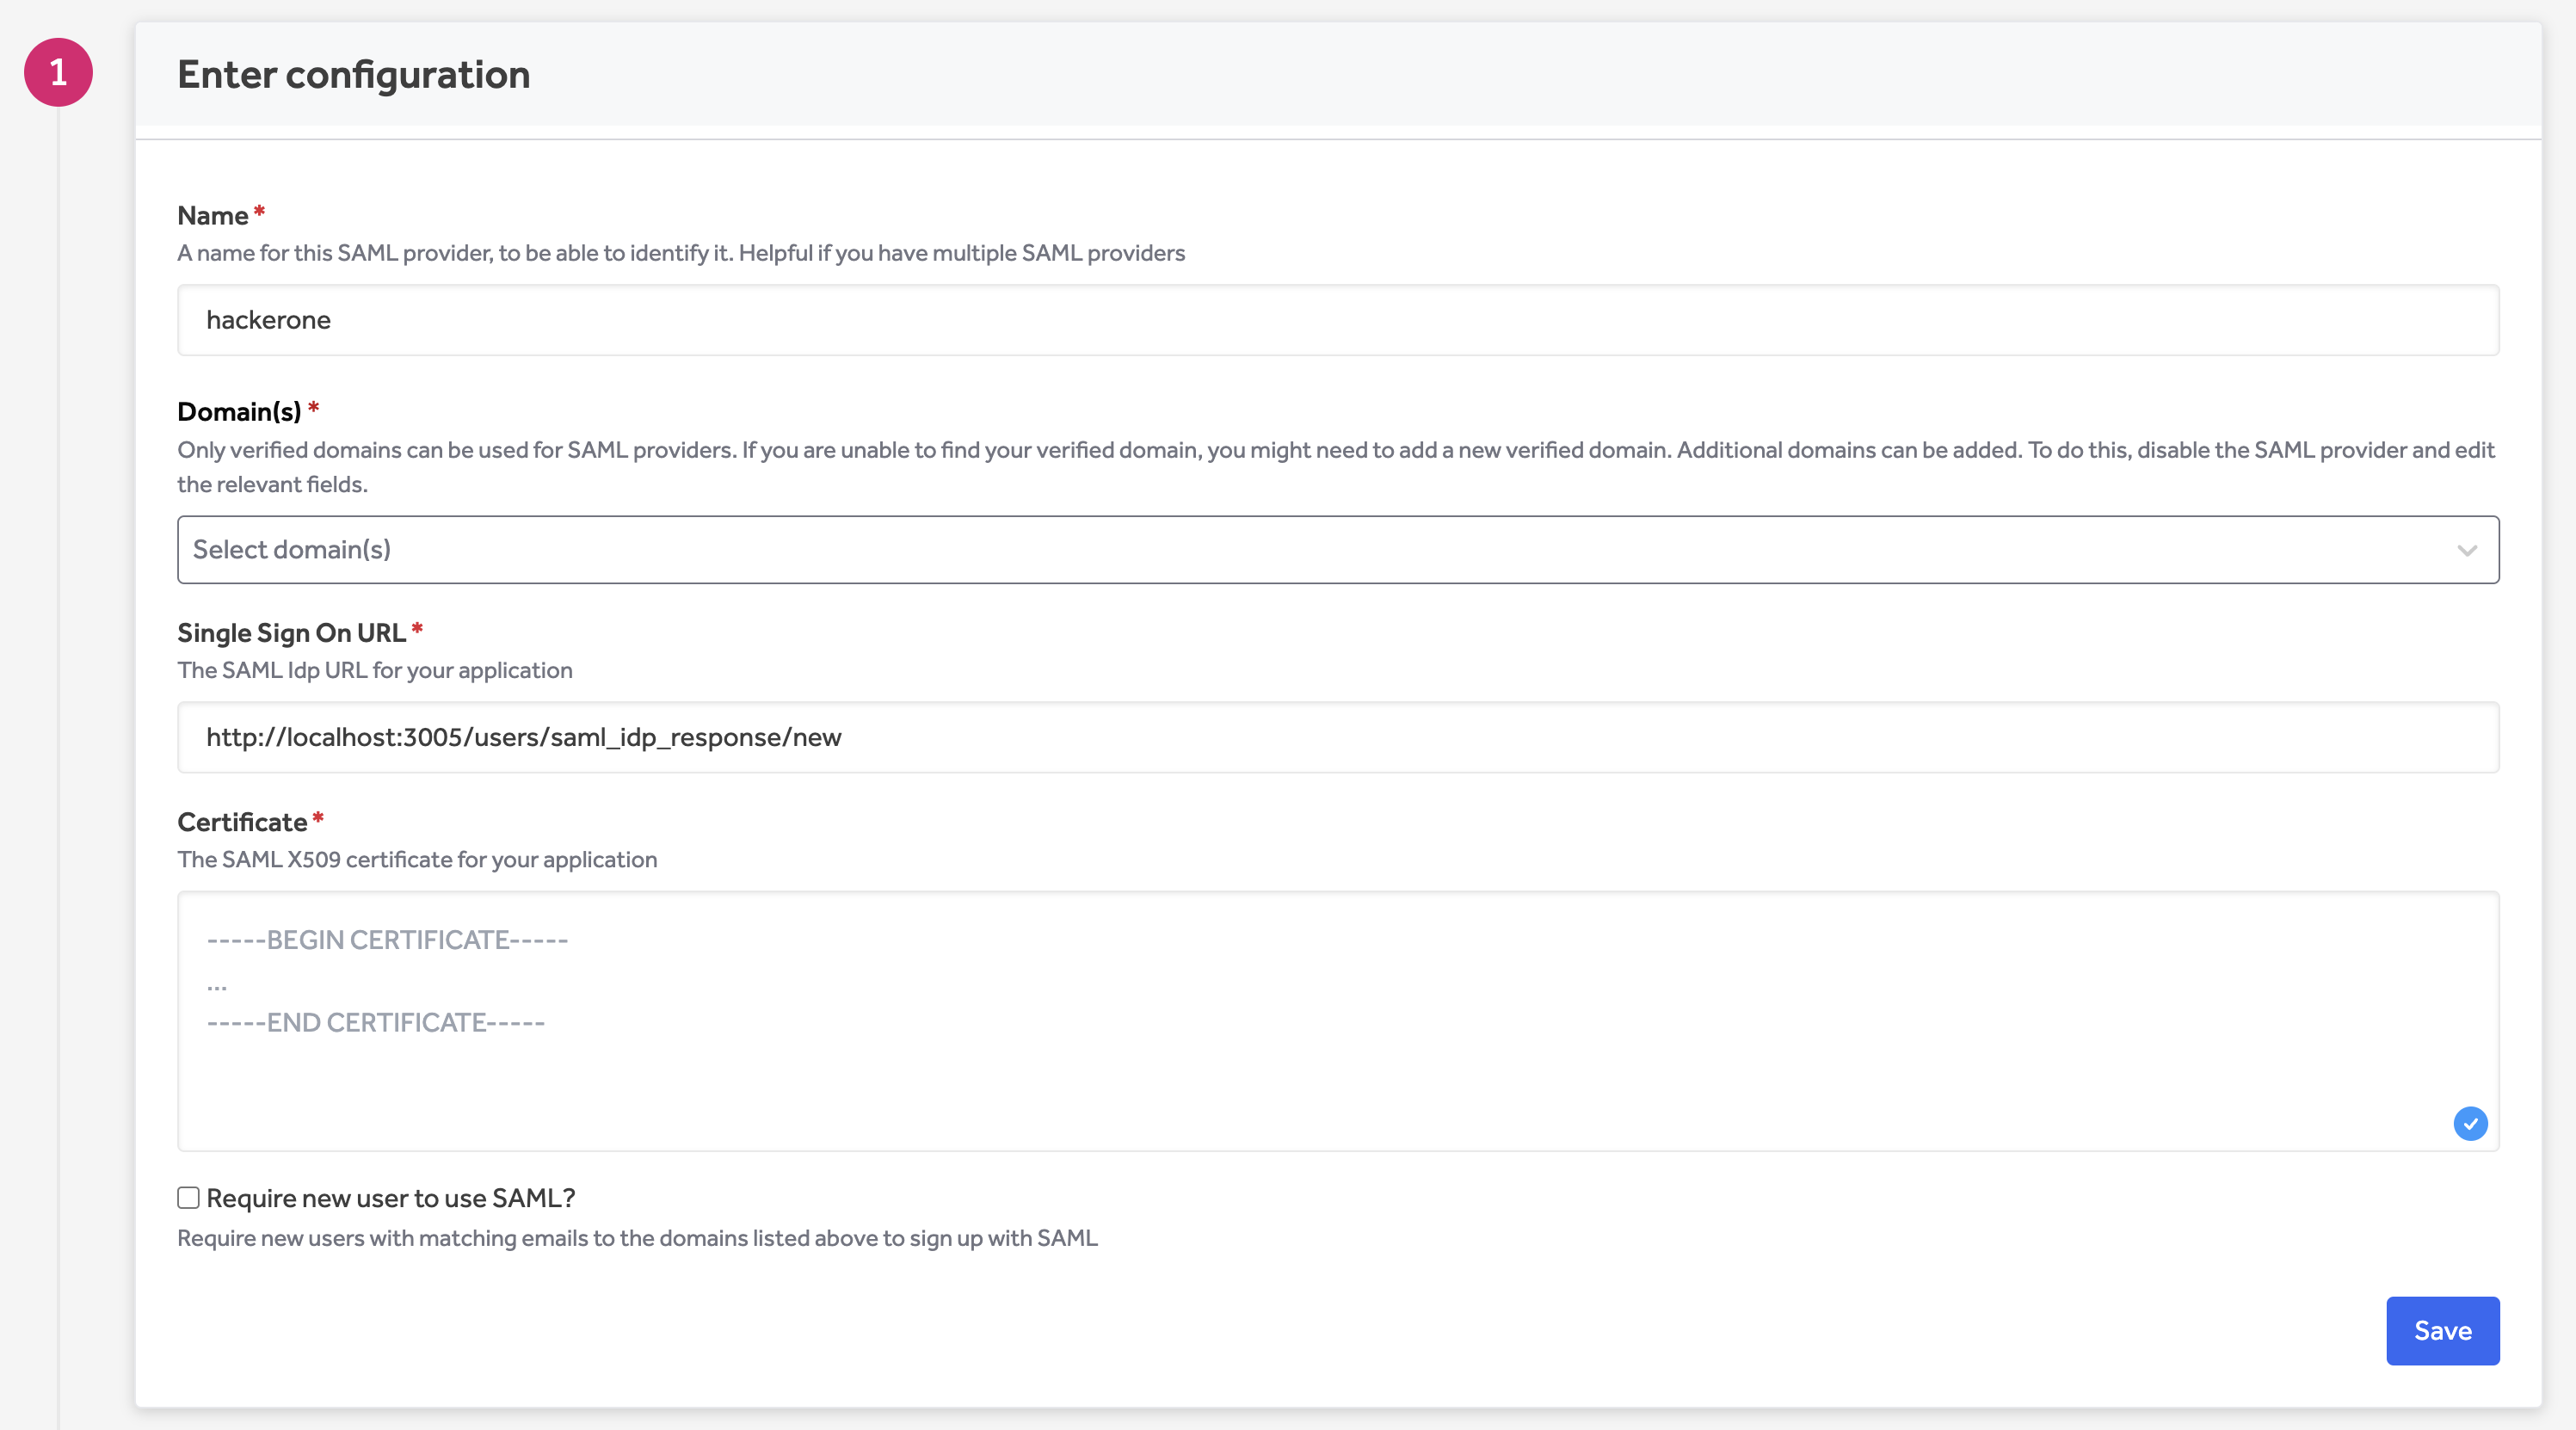 1
Enter configuration
Name *
A name for this SAML provider, to be able to identify it. Helpful if you have multiple SAML providers
hackerone
Domain(s) *
Only verified domains can be used for SAML providers. If you are unable to find your verified domain, you might need to add a new verified domain. Additional domains can be added. To do this, disable the SAML provider and edit
the relevant fields.
Select domain(s)
Single Sign On URL *
The SAML Idp URL for your application
http://localhost:3005/users/saml_idp_response/new
Certificate *
The SAML X509 certificate for your application
-----BEGIN CERTIFICATE-----
...
-----END CERTIFICATE-----
Require new user to use SAML?
Require new users with matching emails to the domains listed above to sign up with SAML
Save